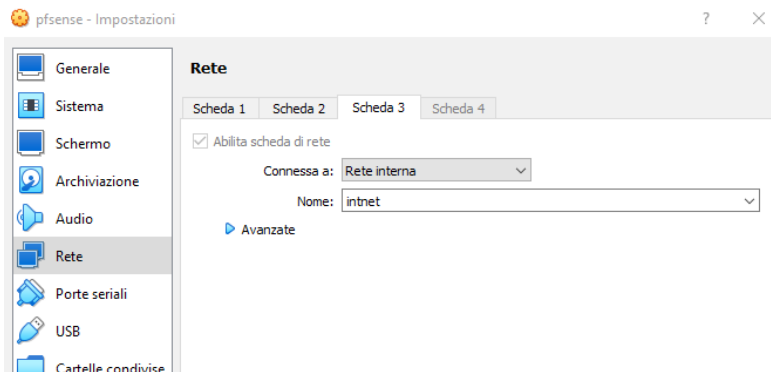 pfsense - Impostazioni ? ×
Generale
Sistema
Schermo
Archiviazione
Audio
Rete
Porte seriali
USB
Cartelle condivise
Rete
Scheda 1 Scheda 2 Scheda 3 Scheda 4
Abilita scheda di rete
Connessa a: Rete interna
Nome: intnet
Avanzate